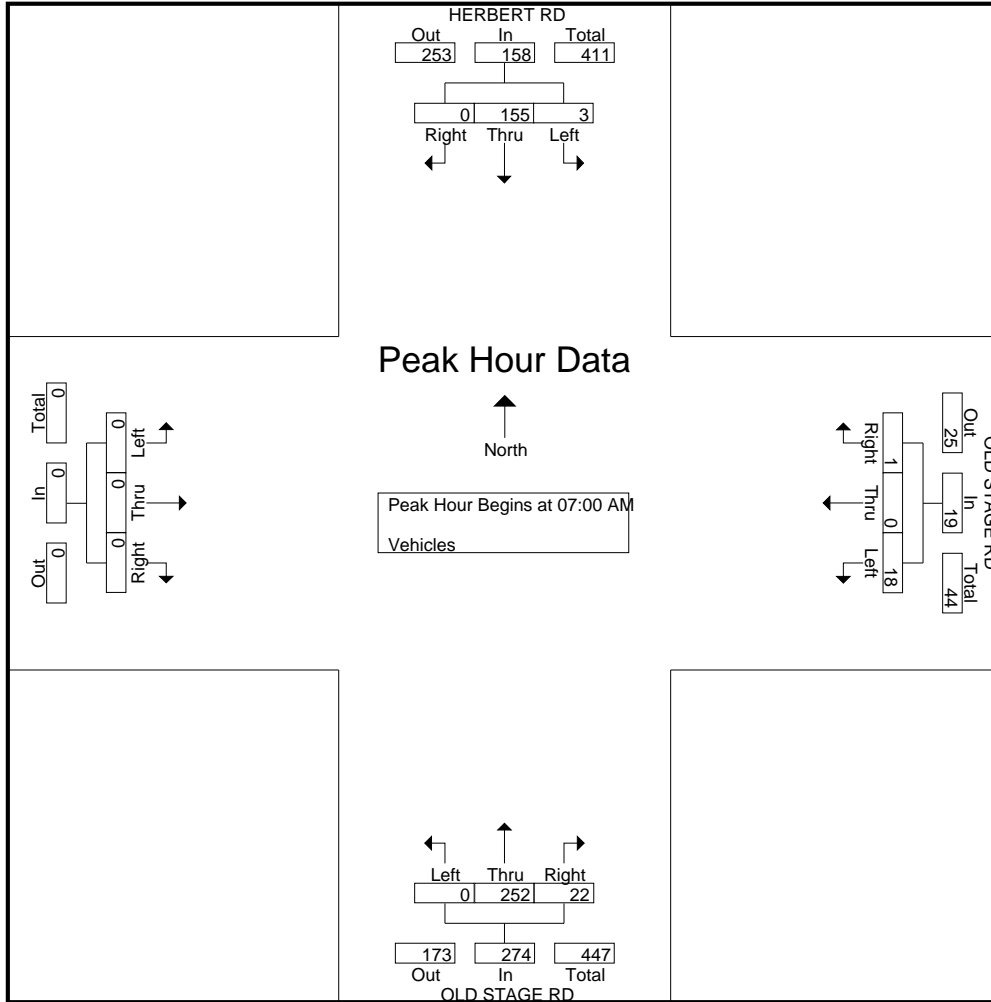 HERBERT RD
Out In Total
253 158 411
0 155 3
Right Thru Left
Peak Hour Data
North
Peak Hour Begins at 07:00 AM
Vehicles
Total In Out
0 0 0
Left Thru Right
0 0 0
OLD STAGE RD
Out In Total
25 19 44
Right Thru Left
1 0 18
Left Thru Right
0 252 22
173 274 447
Out In Total
OLD STAGE RD